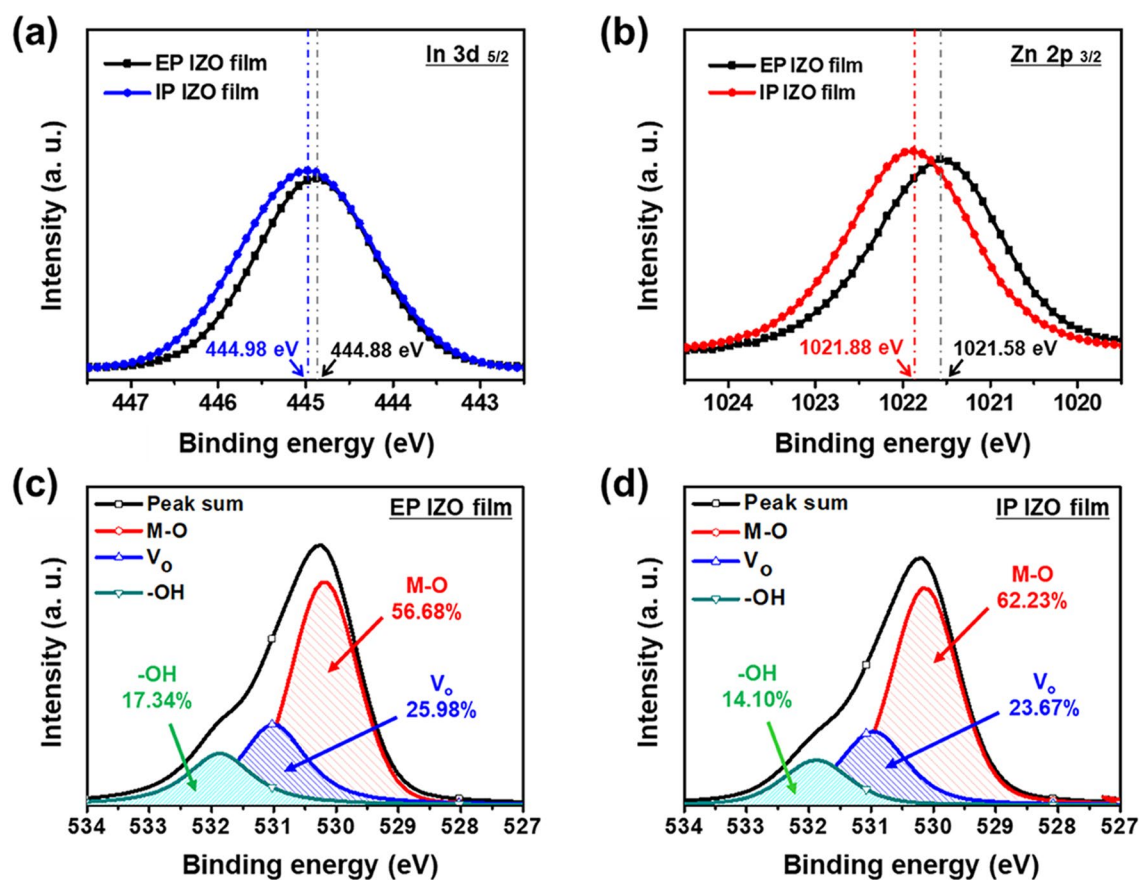 (a)
In 3d 5/2
EP IZO film
IP IZO film
Intensity (a. u.)
444.98 eV
444.88 eV
447 446 445 444 443
Binding energy (eV)
(b)
Zn 2p 3/2
EP IZO film
IP IZO film
Intensity (a. u.)
1021.88 eV
1021.58 eV
1024 1023 1022 1021 1020
Binding energy (eV)
(c)
EP IZO film
Peak sum
M-O
Vo
-OH
M-O
56.68%
-OH
17.34%
Vo
25.98%
Intensity (a. u.)
534 533 532 531 530 529 528 527
Binding energy (eV)
(d)
IP IZO film
Peak sum
M-O
Vo
-OH
M-O
62.23%
-OH
14.10%
Vo
23.67%
Intensity (a. u.)
534 533 532 531 530 529 528 527
Binding energy (eV)